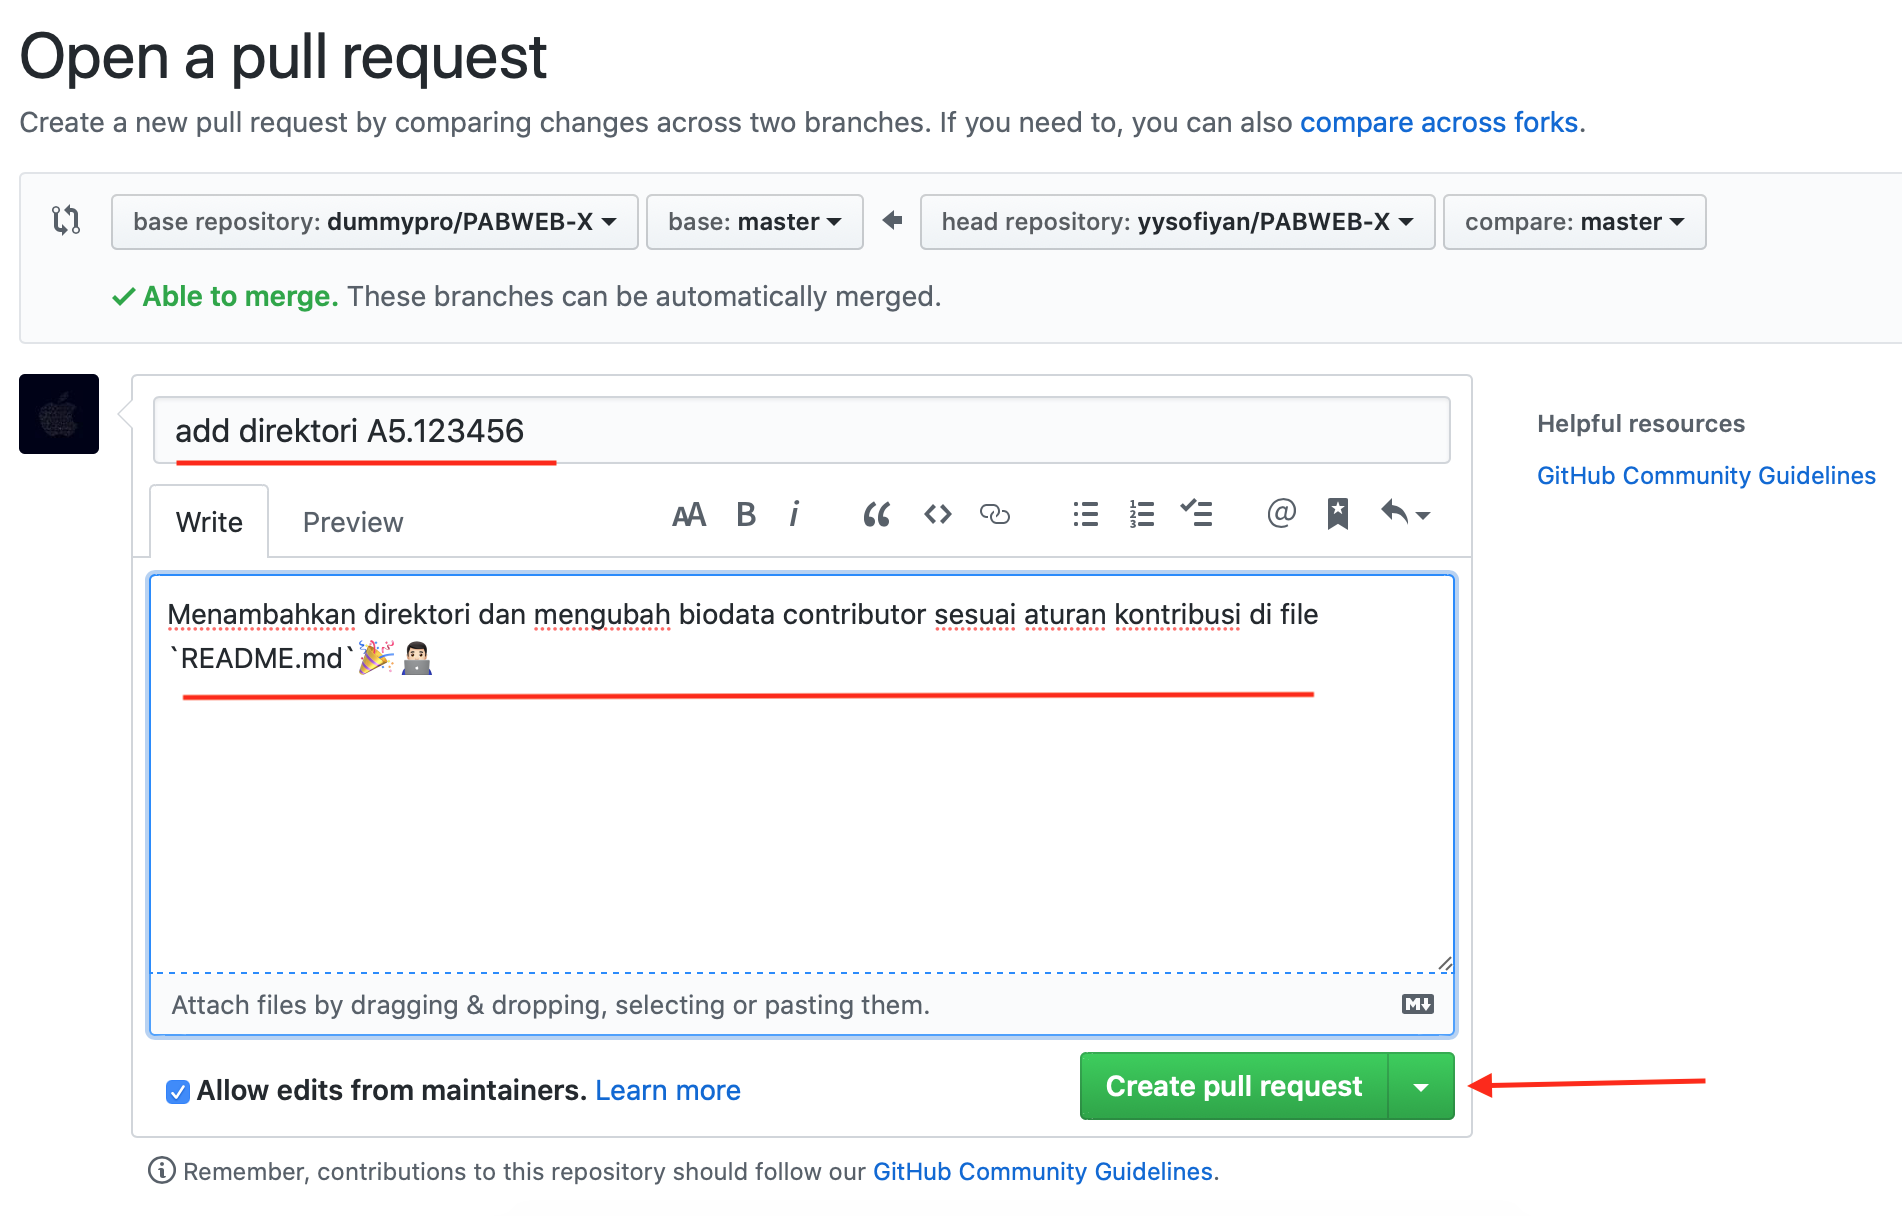 Open a pull request
Create a new pull request by comparing changes across two branches. If you need to, you can also compare across forks.
base repository: dummypro/PABWEB-X base: master head repository: yysofiyan/PABWEB-X compare: master
Able to merge. These branches can be automatically merged.
add direktori A5.123456
Helpful resources
GitHub Community Guidelines
Write Preview
Menambahkan direktori dan mengubah biodata contributor sesuai aturan kontribusi di file
`README.md`🎉👨🏻‍💻
Attach files by dragging & dropping, selecting or pasting them.
Allow edits from maintainers. Learn more
Create pull request
Remember, contributions to this repository should follow our GitHub Community Guidelines.